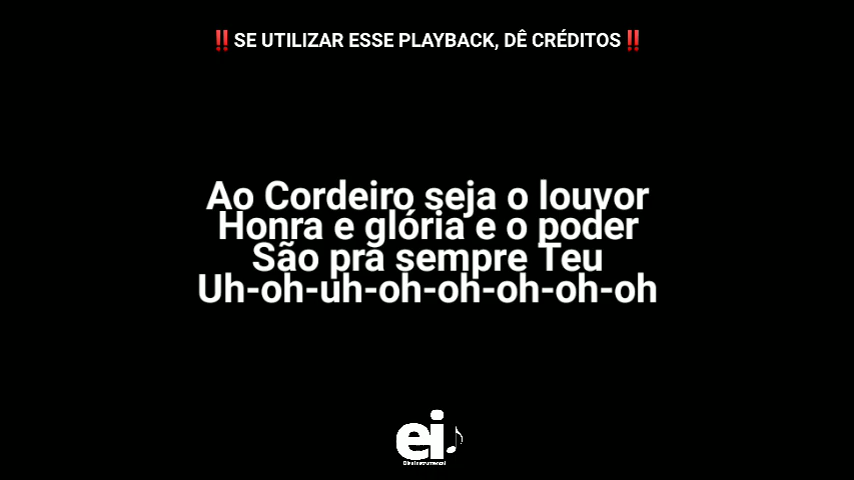 ‼️SE UTILIZAR ESSE PLAYBACK, DÊ CRÉDITOS‼️
Ao Cordeiro seja o louvor
Honra e glória e o poder
São pra sempre Teu
Uh-oh-uh-oh-oh-oh-oh-oh
ei